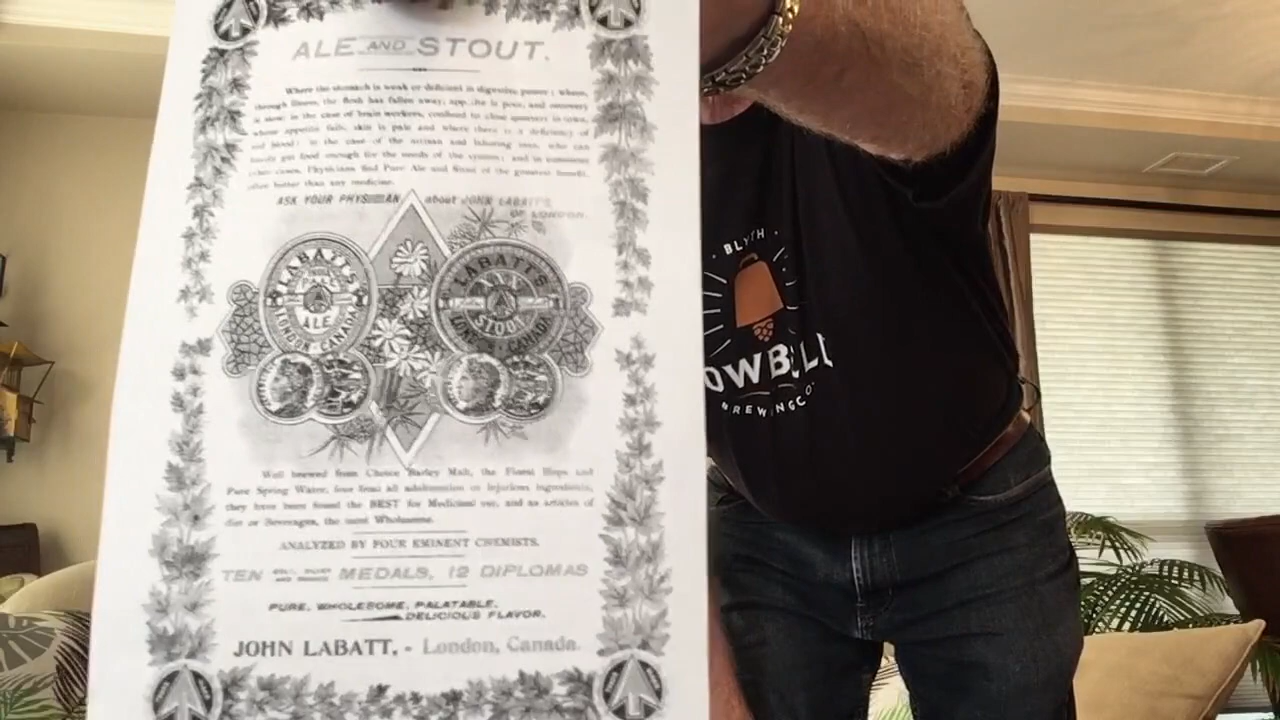 ALE AND STOUT.
Where the stomach is weak or deficient in digestive power; where,
through illness, the flesh has fallen away; appetite is poor, and recovery
is slow: in the case of brain workers, confined to close quarters in town,
whose appetite fails, skin is pale and where there is a deficiency of
red blood: in the case of the artisan and laboring man, who can
hardly get food enough for the needs of the system; and in
other cases, Physicians find Pure Ale and Stout of the greatest benefit,
often better than any medicine.
ASK YOUR PHYSICIAN about JOHN LABATT'S
OF LONDON.
LABATT'S
ALE
LONDON CANADA
LABATT'S
STOUT
LONDON CANADA
Well brewed from Choice Barley Malt, the Finest Hops and
Pure Spring Water, free from all adulteration or injurious ingredients,
they have been found the BEST for Medicinal use, and as articles of
diet or Beverages, the most Wholesome.
ANALYZED BY FOUR EMINENT CHEMISTS.
TEN GOLD, SILVER AND BRONZE MEDALS, 12 DIPLOMAS
PURE, WHOLESOME, PALATABLE,
DELICIOUS FLAVOR.
JOHN LABATT, - London, Canada.
BLYTH
OWBELL
BREWING CO